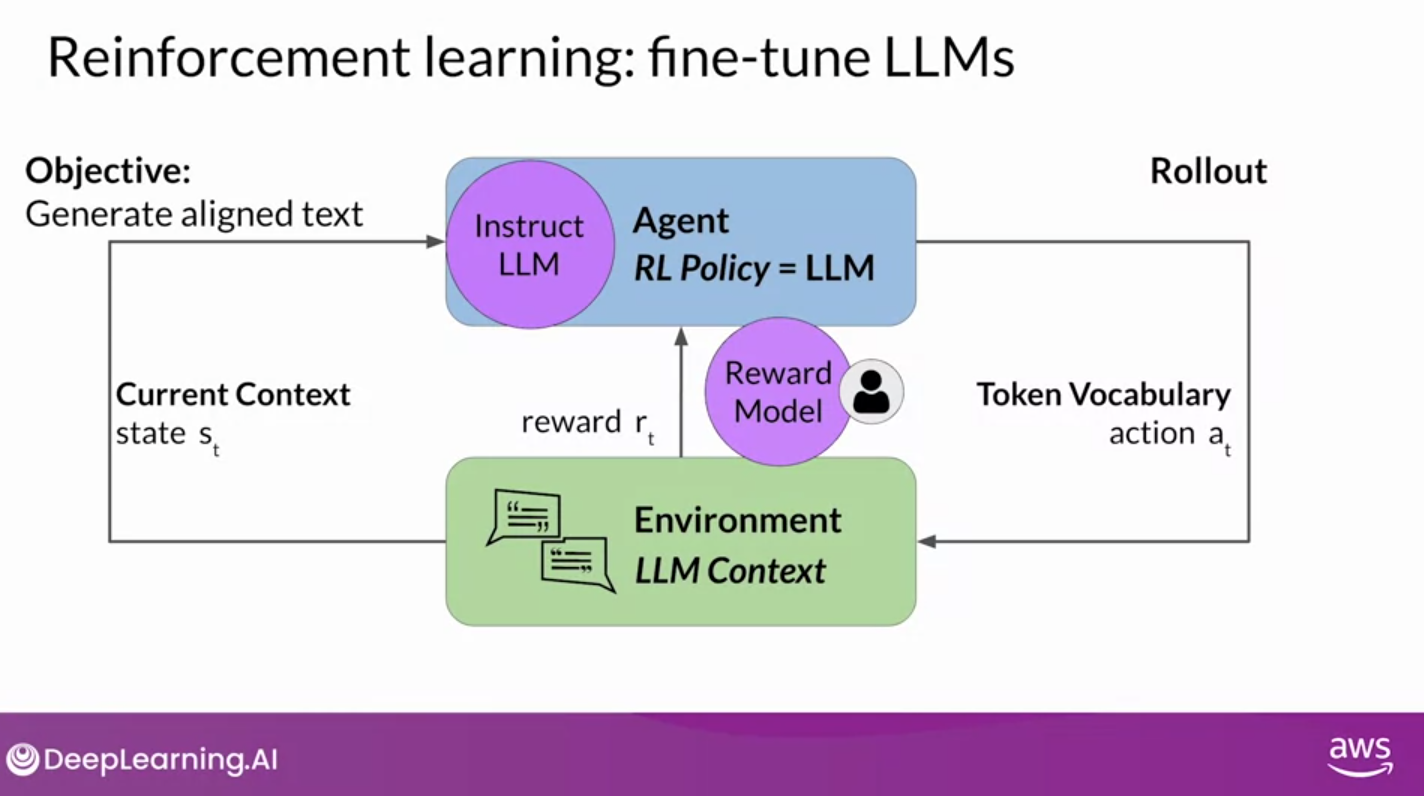 Reinforcement learning: fine-tune LLMs
Objective:
Generate aligned text
Rollout
Instruct
LLM
Agent
RL Policy = LLM
Current Context
state s_t
reward r_t
Reward
Model
Token Vocabulary
action a_t
Environment
LLM Context
DeepLearning.AI
aws